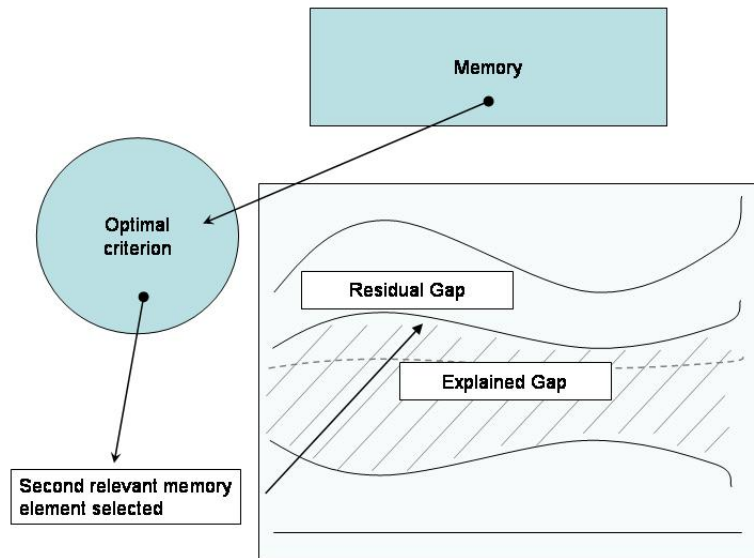 Memory
Optimal
criterion
Residual Gap
Explained Gap
Second relevant memory
element selected